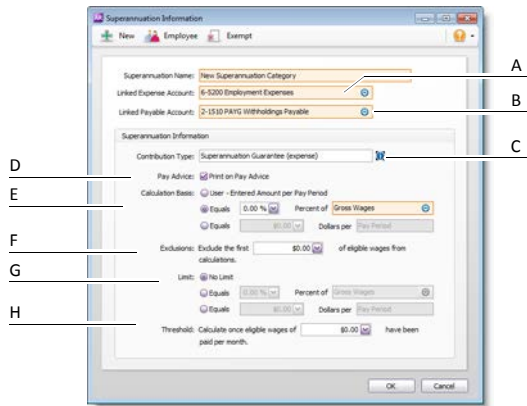 Superannuation Information
New Employee Exempt
A
Superannuation Name: New Superannuation Category
Linked Expense Account: 6-5200 Employment Expenses
B
Linked Payable Account: 2-1510 PAYG Withholdings Payable
Superannuation Information
C
Contribution Type: Superannuation Guarantee (expense)
D
Pay Advice: Print on Pay Advice
E
Calculation Basis: User - Entered Amount per Pay Period
Equals 0.00 % Percent of Gross Wages
Equals $0.00 Dollars per Pay Period
F
Exclusions: Exclude the first $0.00 of eligible wages from
calculations.
G
Limit: No Limit
Equals 0.00 % Percent of Gross Wages
Equals $0.00 Dollars per Pay Period
H
Threshold: Calculate once eligible wages of $0.00 have been
paid per month.
OK Cancel